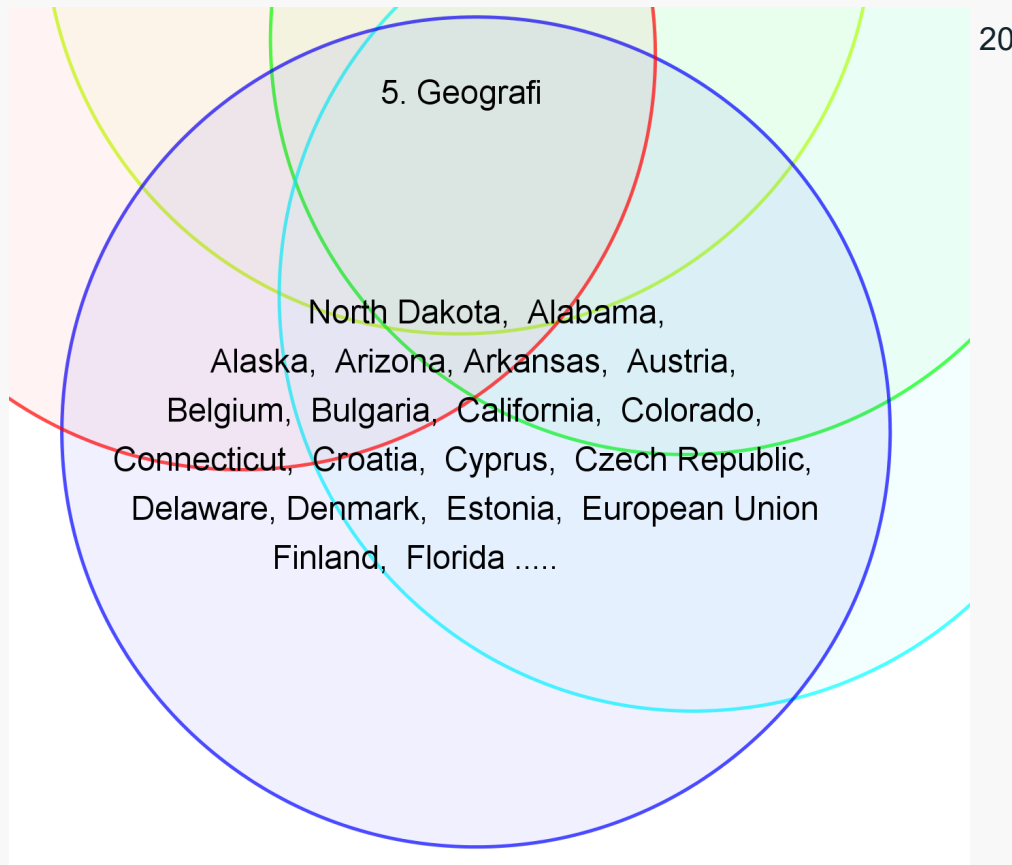 20
5. Geografi
North Dakota, Alabama,
Alaska, Arizona, Arkansas, Austria,
Belgium, Bulgaria, California, Colorado,
Connecticut, Croatia, Cyprus, Czech Republic,
Delaware, Denmark, Estonia, European Union
Finland, Florida .....